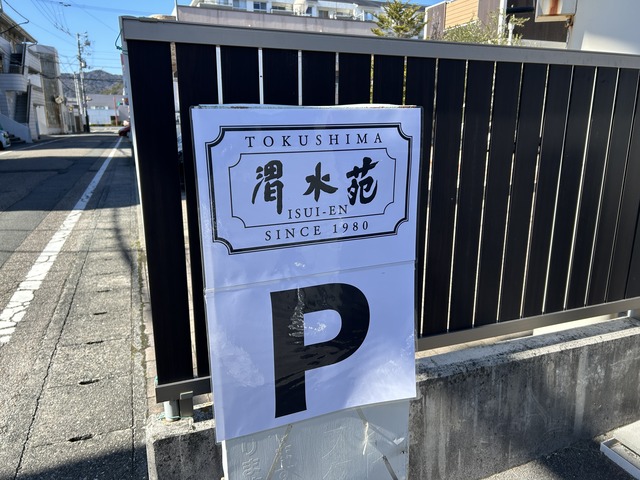 TOKUSHIMA
渭水苑
ISUI-EN
SINCE 1980
P